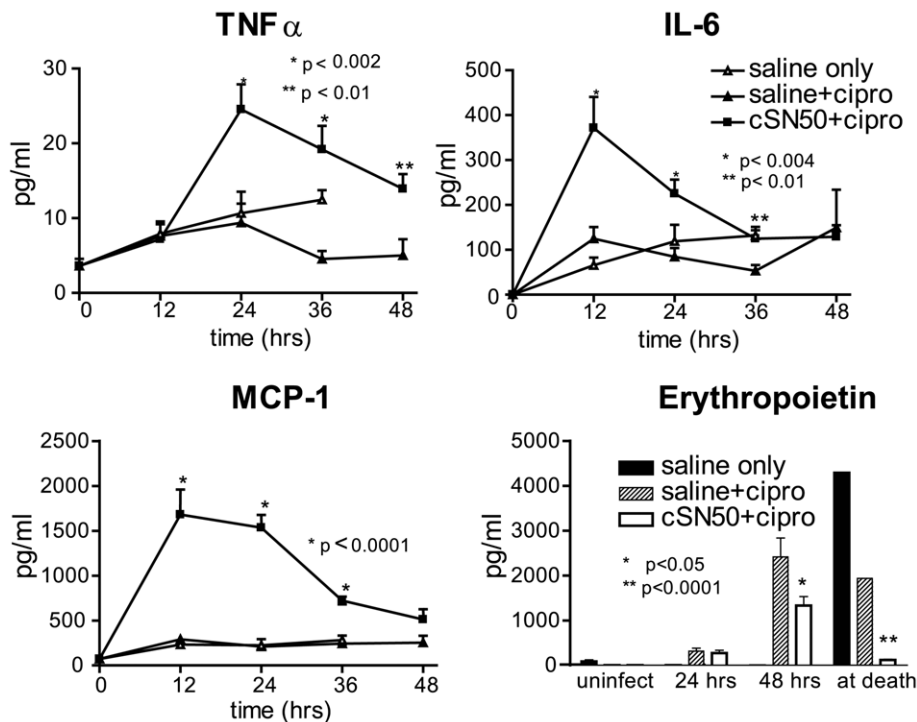 TNF α
* p< 0.002
** p< 0.01
*
*
**
30
20
10
0
pg/ml
0 12 24 36 48
time (hrs)
IL-6
saline only
saline+cipro
cSN50+cipro
* p< 0.004
** p< 0.01
*
*
**
500
400
300
200
100
0
pg/ml
0 12 24 36 48
time (hrs)
MCP-1
* p<0.0001
*
*
*
2500
2000
1500
1000
500
0
pg/ml
0 12 24 36 48
time (hrs)
Erythropoietin
saline only
saline+cipro
cSN50+cipro
* p<0.05
** p<0.0001
*
**
5000
4000
3000
2000
1000
0
pg/ml
uninfect 24 hrs 48 hrs at death